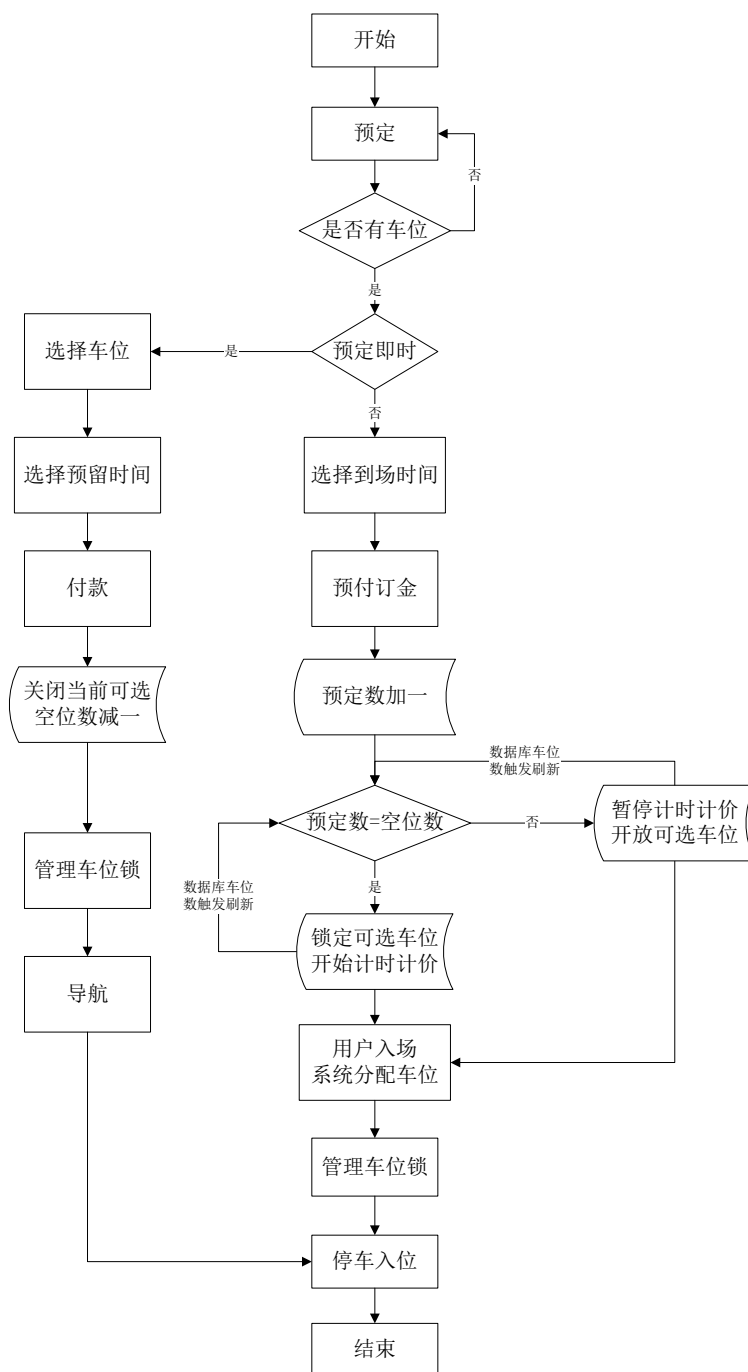 开始
预定
否
是否有车位
是
选择车位
是
预定即时
否
选择预留时间
选择到场时间
付款
预付订金
关闭当前可选
空位数减一
预定数加一
数据库车位
数触发刷新
预定数=空位数
否
暂停计时计价
开放可选车位
管理车位锁
数据库车位
数触发刷新
是
锁定可选车位
开始计时计价
导航
用户入场
系统分配车位
管理车位锁
停车入位
结束